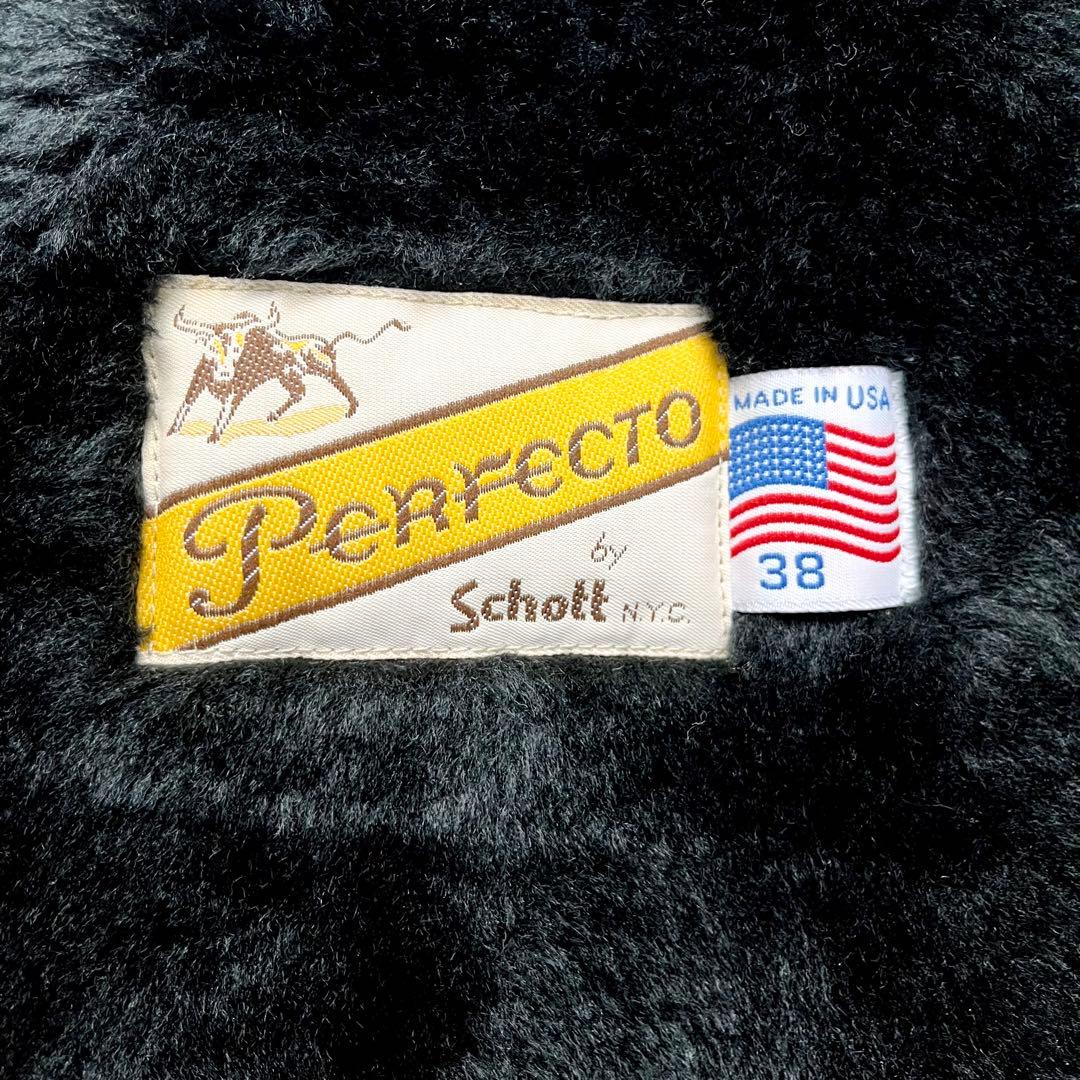 Perfecto
by
Schott N.Y.C.
MADE IN USA
38